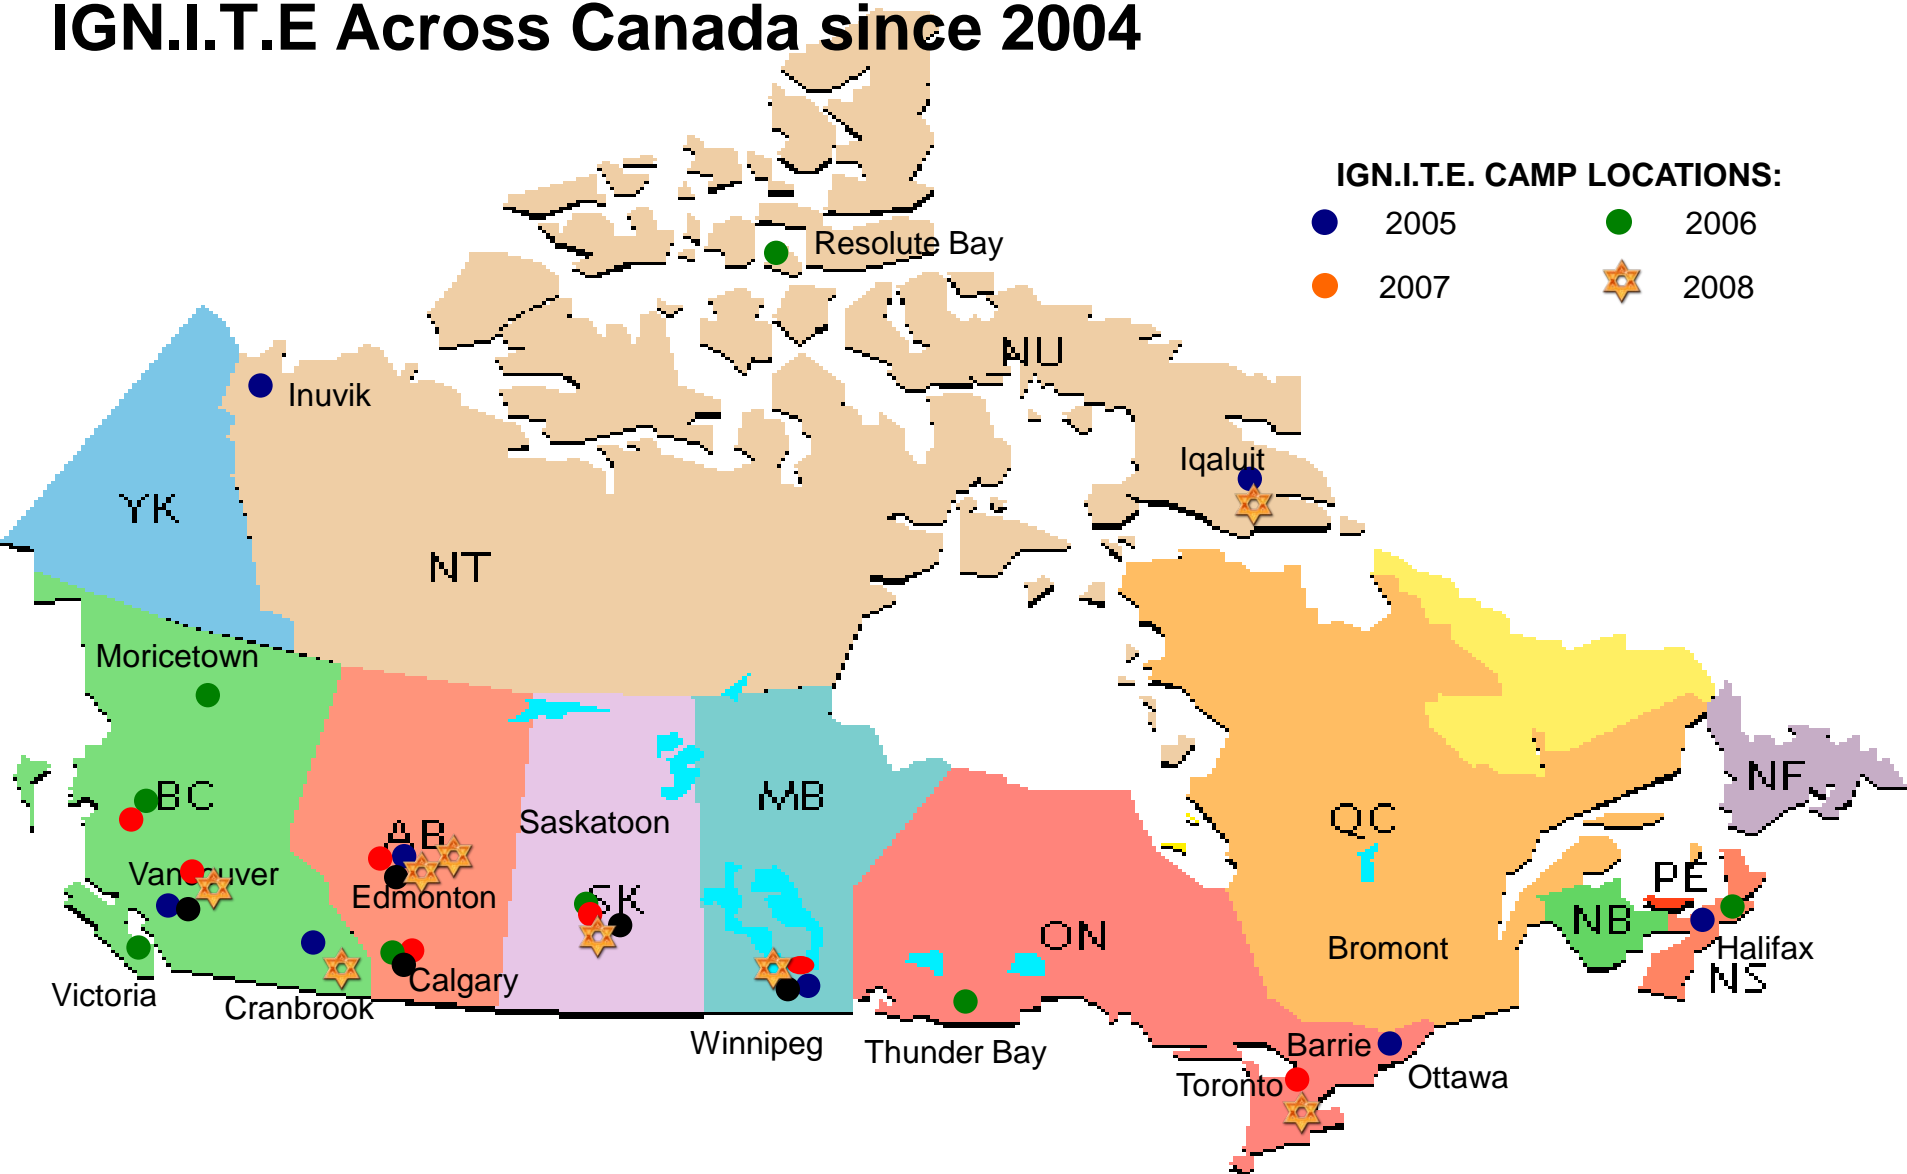 IGN.I.T.E Across Canada since 2004
IGN.I.T.E. CAMP LOCATIONS:
2005
2006
2007
2008
Resolute Bay
NU
Inuvik
Iqaluit
YK
NT
Moricetown
BC
AB
Saskatoon
MB
QC
NF
Vancouver
Edmonton
SK
ON
Bromont
PE
NB
Halifax
NS
Victoria
Cranbrook
Calgary
Winnipeg
Thunder Bay
Barrie
Toronto
Ottawa